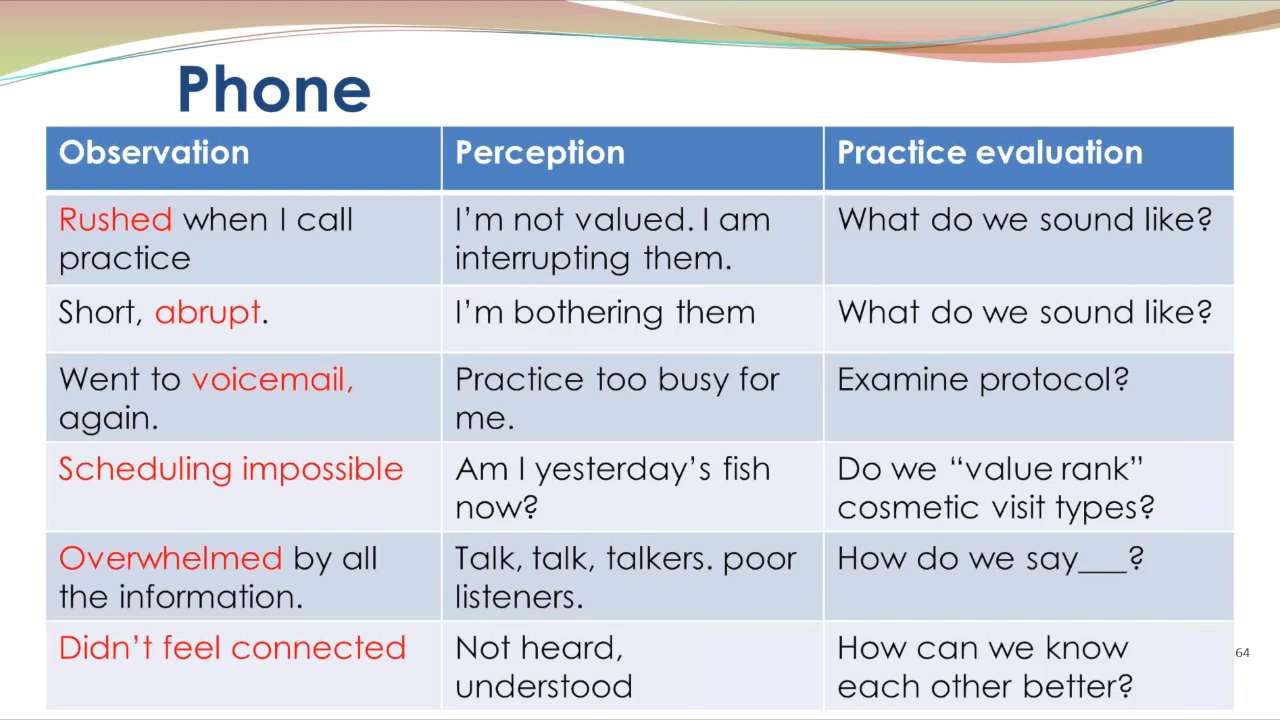 Phone
Observation
Perception
Practice evaluation
Rushed when I call
practice
I'm not valued. I am
interrupting them.
What do we sound like?
Short, abrupt.
I'm bothering them
What do we sound like?
Went to voicemail,
again.
Practice too busy for
me.
Examine protocol?
Scheduling impossible
Am I yesterday's fish
now?
Do we “value rank”
cosmetic visit types?
Overwhelmed by all
the information.
Talk, talk, talkers. poor
listeners.
How do we say___?
Didn't feel connected
Not heard,
understood
How can we know
each other better?
64